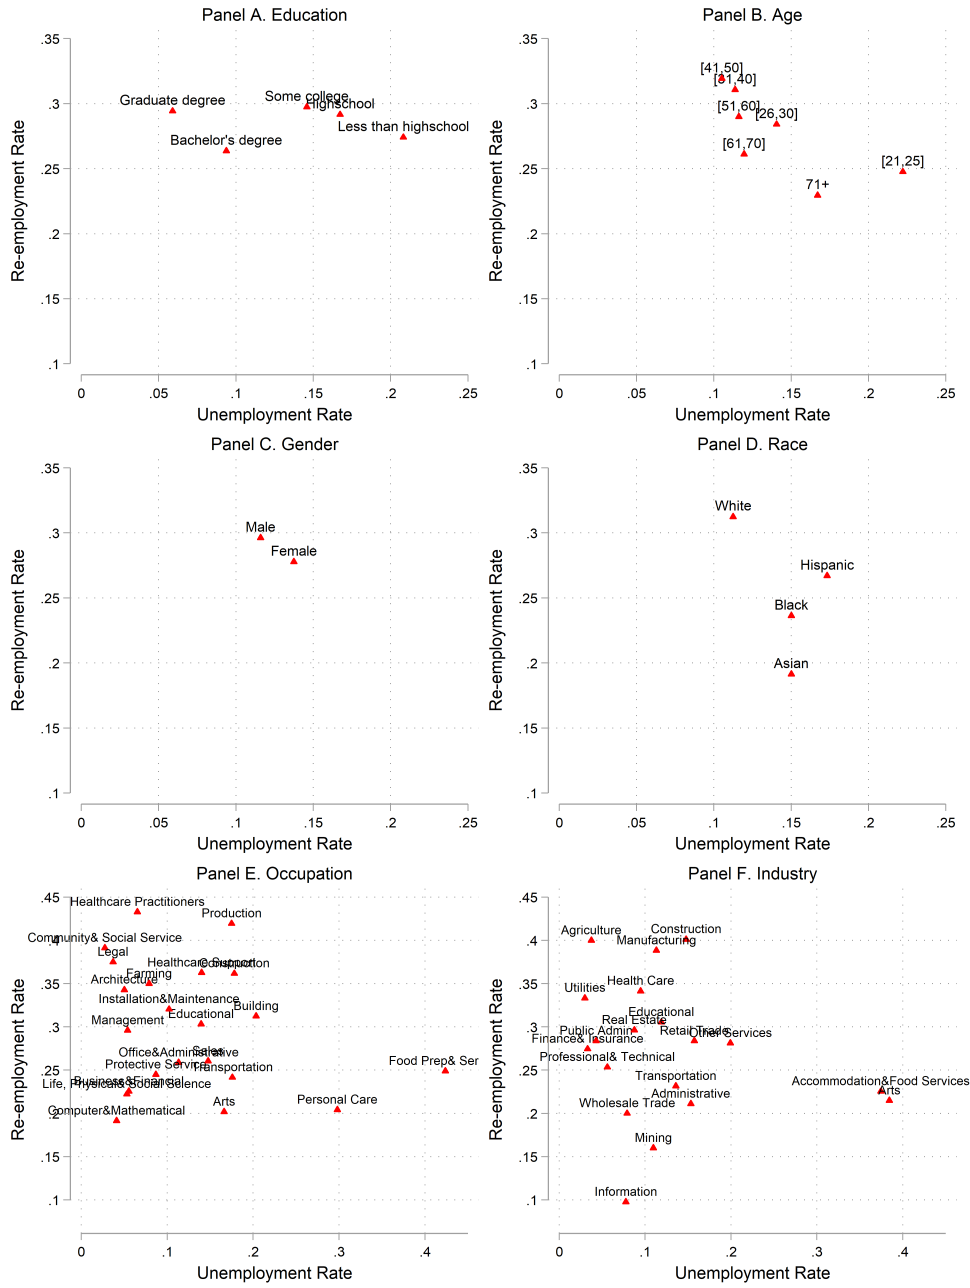 Panel A. Education
Re-employment Rate
.35
.3
.25
.2
.15
.1
Graduate degree
Some college
Highschool
Less than highschool
Bachelor's degree
0
.05
.1
.15
.2
.25
Unemployment Rate
Panel B. Age
Re-employment Rate
.35
.3
.25
.2
.15
.1
[41,50]
[31,40]
[51,60]
[26,30]
[61,70]
[21,25]
71+
0
.05
.1
.15
.2
.25
Unemployment Rate
Panel C. Gender
Re-employment Rate
.35
.3
.25
.2
.15
.1
Male
Female
0
.05
.1
.15
.2
.25
Unemployment Rate
Panel D. Race
Re-employment Rate
.35
.3
.25
.2
.15
.1
White
Hispanic
Black
Asian
0
.05
.1
.15
.2
.25
Unemployment Rate
Panel E. Occupation
Re-employment Rate
.45
.4
.35
.3
.25
.2
.15
.1
Healthcare Practitioners
Production
Community& Social Service
Legal
Healthcare Support
Construction
Farming
Architecture
Installation&Maintenance
Building
Educational
Management
Office&Administrative
Sales
Food Prep& Ser
Protective Service
Transportation
Business&Financial
Life, Physical& Social Science
Arts
Personal Care
Computer&Mathematical
0
.1
.2
.3
.4
Unemployment Rate
Panel F. Industry
Re-employment Rate
.45
.4
.35
.3
.25
.2
.15
.1
Agriculture
Construction
Manufacturing
Health Care
Utilities
Educational
Real Estate
Public Admin
Retail Trade
Other Services
Finance& Insurance
Professional& Technical
Transportation
Accommodation&Food Services
Arts
Administrative
Wholesale Trade
Mining
Information
0
.1
.2
.3
.4
Unemployment Rate